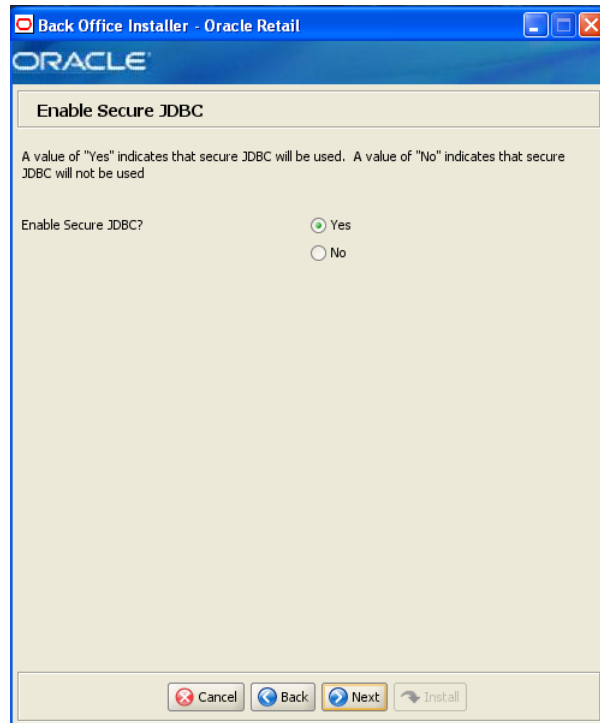 Back Office Installer - Oracle Retail
ORACLE
Enable Secure JDBC
A value of "Yes" indicates that secure JDBC will be used. A value of "No" indicates that secure
JDBC will not be used
Enable Secure JDBC?
Yes
No
Cancel
Back
Next
Install